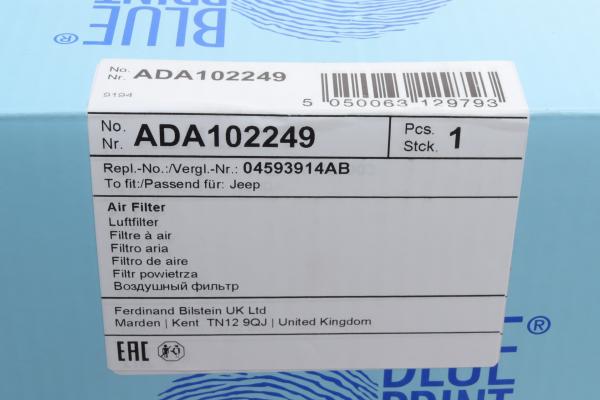 BLUE
PRINT
®
No.
Nr. ADA102249
9194
5 050063 129793
No.
Nr. ADA102249
Pcs.
Stck. 1
Repl.-No.:/Vergl.-Nr.: 04593914AB
To fit:/Passend für: Jeep
Air Filter
Luftfilter
Filtre à air
Filtro aria
Filtro de aire
Filtr powietrza
Воздушный фильтр
Ferdinand Bilstein UK Ltd
Marden | Kent TN12 9QJ | United Kingdom
EAC
BLUE ®
PRINT